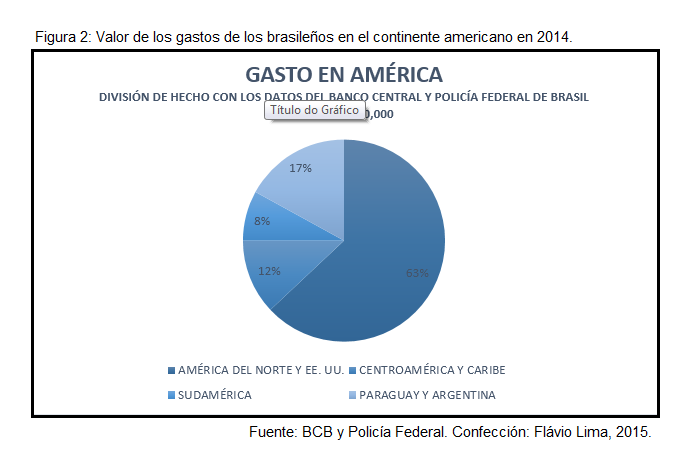 Figura 2: Valor de los gastos de los brasileños en el continente americano en 2014.
GASTO EN AMÉRICA
DIVISIÓN DE HECHO CON LOS DATOS DEL BANCO CENTRAL Y POLICÍA FEDERAL DE BRASIL
Título do Gráfico
0,000
17%
8%
12%
63%
AMÉRICA DEL NORTE Y EE. UU. CENTROAMÉRICA Y CARIBE
SUDAMÉRICA PARAGUAY Y ARGENTINA
Fuente: BCB y Policía Federal. Confección: Flávio Lima, 2015.